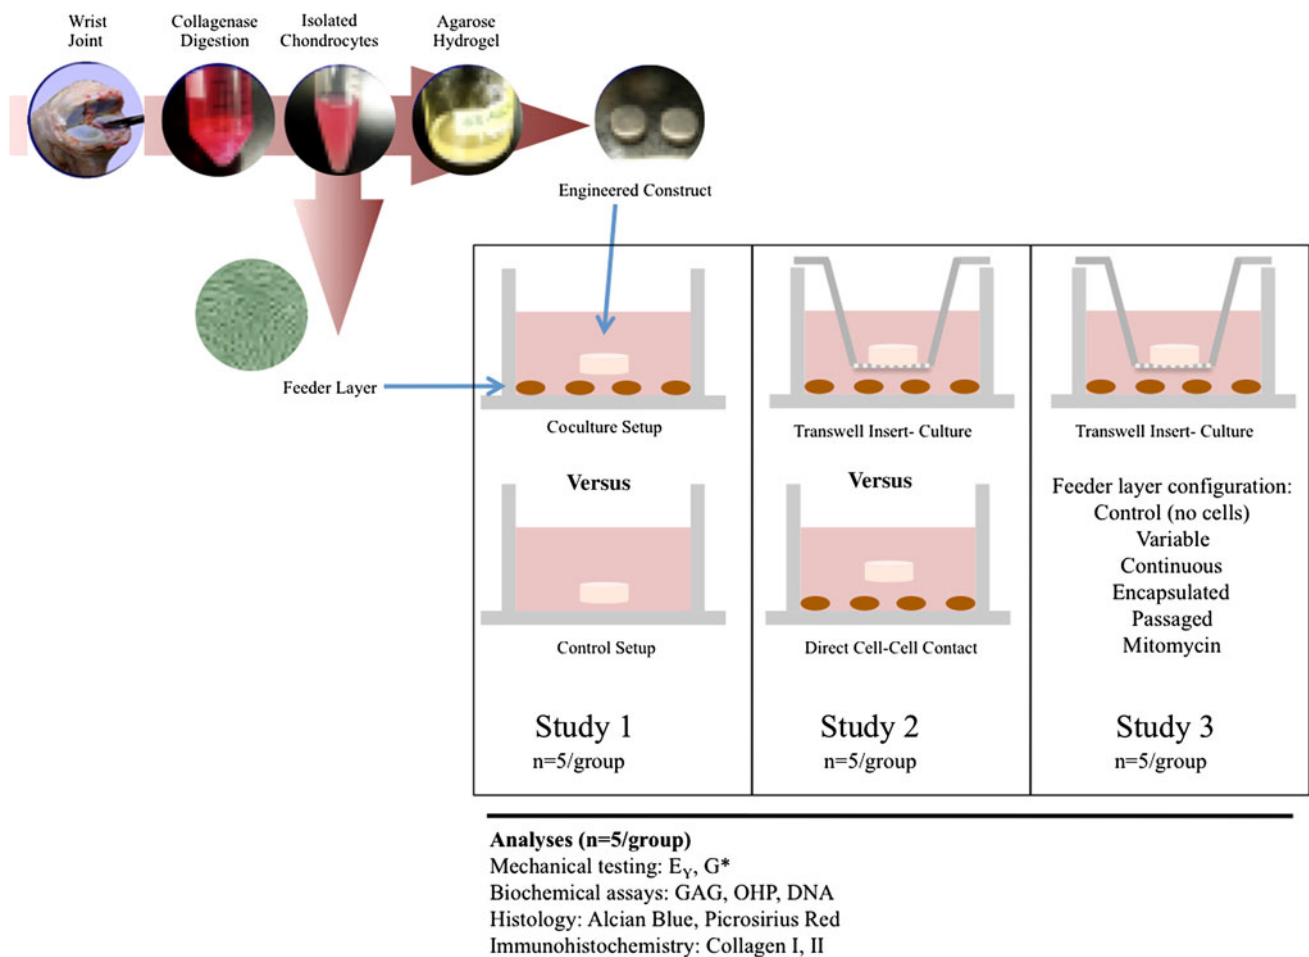 Wrist
Joint
Collagenase
Digestion
Isolated
Chondrocytes
Agarose
Hydrogel
Engineered Construct
Feeder Layer
Coculture Setup
Versus
Control Setup
Study 1
n=5/group
Transwell Insert- Culture
Versus
Direct Cell-Cell Contact
Study 2
n=5/group
Transwell Insert- Culture
Feeder layer configuration:
Control (no cells)
Variable
Continuous
Encapsulated
Passaged
Mitomycin
Study 3
n=5/group
Analyses (n=5/group)
Mechanical testing: E_Y, G*
Biochemical assays: GAG, OHP, DNA
Histology: Alcian Blue, Picrosirius Red
Immunohistochemistry: Collagen I, II